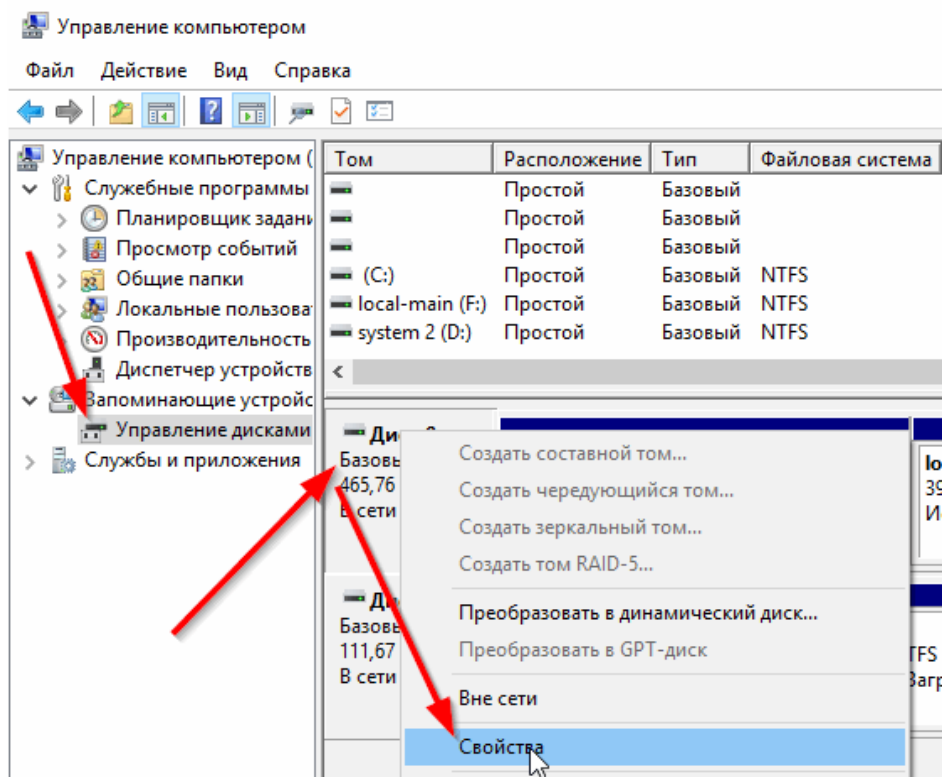 Управление компьютером
Файл Действие Вид Справка
Управление компьютером (
Служебные программы
Планировщик задани
Просмотр событий
Общие папки
Локальные пользова
Производительность
Диспетчер устройств
Запоминающие устройс
Управление дисками
Службы и приложения
Том Расположение Тип Файловая система
Простой Базовый
Простой Базовый
Простой Базовый
(C:) Простой Базовый NTFS
local-main (F:) Простой Базовый NTFS
system 2 (D:) Простой Базовый NTFS
Базовы
465,76
В сети
Базовы
111,67
В сети
Создать составной том...
Создать чередующийся том...
Создать зеркальный том...
Создать том RAID-5...
Преобразовать в динамический диск...
Преобразовать в GPT-диск
Вне сети
Свойства
lo
39
И
TFS
Загр